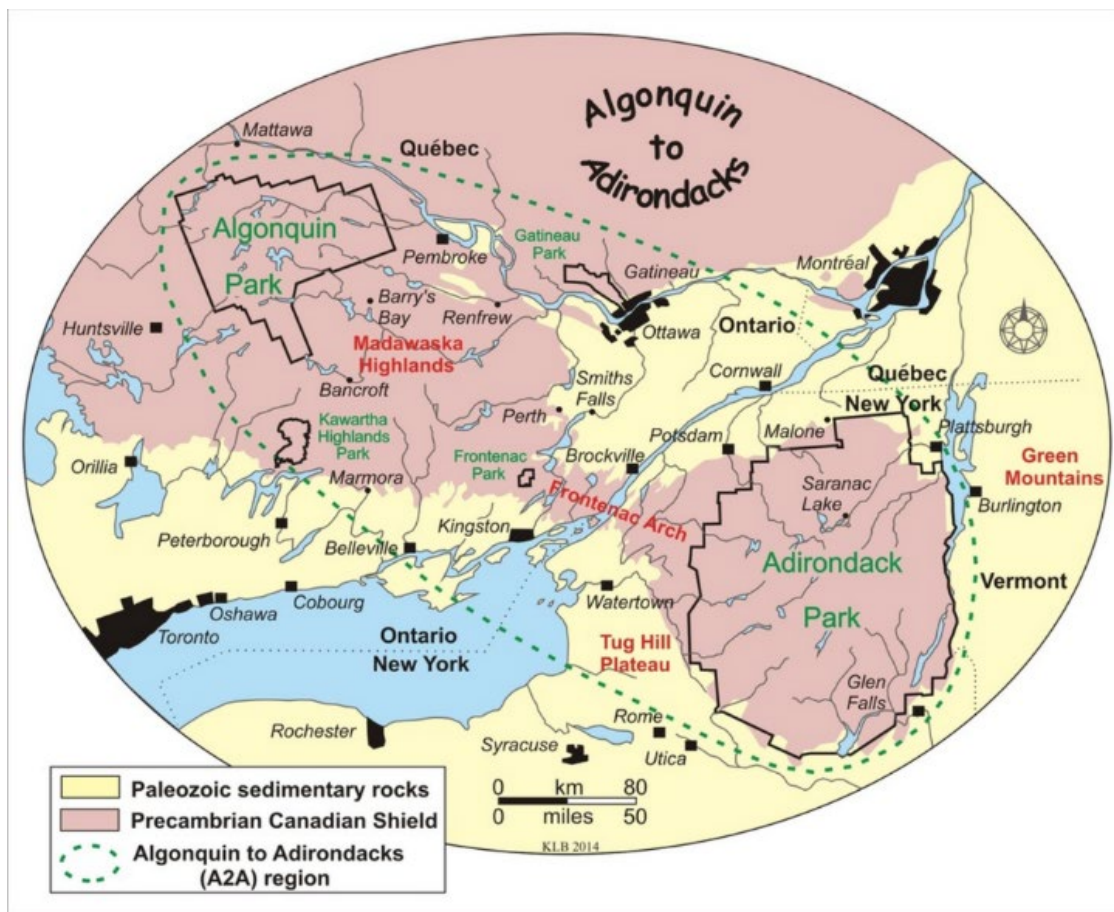 Algonquin
to
Adirondacks
Mattawa
Québec
Algonquin
Park
Pembroke
Gatineau
Park
Gatineau
Montréal
Barry's
Bay
Renfrew
Ottawa
Ontario
Huntsville
Madawaska
Highlands
Bancroft
Smiths
Falls
Cornwall
Québec
New York
Perth
Kawartha
Highlands
Park
Potsdam
Malone
Plattsburgh
Orillia
Frontenac
Park
Brockville
Green
Mountains
Marmora
Saranac
Lake
Burlington
Frontenac Arch
Kingston
Peterborough
Belleville
Adirondack
Park
Vermont
Watertown
Cobourg
Oshawa
Toronto
Ontario
New York
Tug Hill
Plateau
Glen
Falls
Rochester
Rome
Syracuse
Utica
0 km 80
0 miles 50
KLB 2014
Paleozoic sedimentary rocks
Precambrian Canadian Shield
Algonquin to Adirondacks
(A2A) region